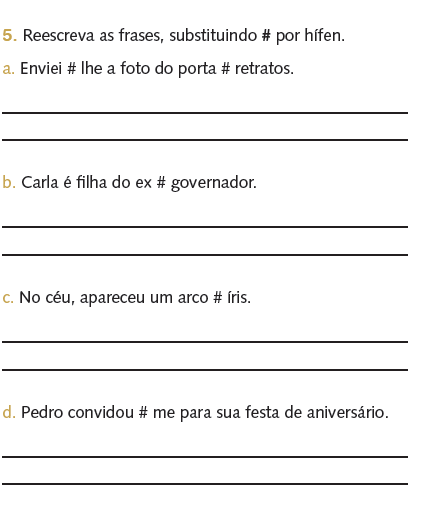 5. Reescreva as frases, substituindo # por hífen.
a. Enviei # lhe a foto do porta # retratos.
b. Carla é filha do ex # governador.
c. No céu, apareceu um arco # íris.
d. Pedro convidou # me para sua festa de aniversário.